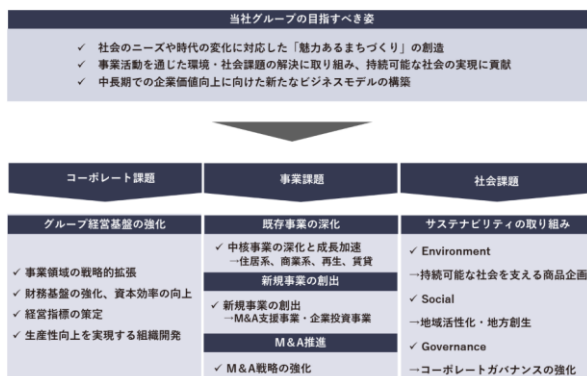 当社グループの目指すべき姿
✓ 社会のニーズや時代の変化に対応した「魅力あるまちづくり」の創造
✓ 事業活動を通じた環境・社会課題の解決に取り組み、持続可能な社会の実現に貢献
✓ 中長期での企業価値向上に向けた新たなビジネスモデルの構築
コーポレート課題
グループ経営基盤の強化
✓ 事業領域の戦略的拡張
✓ 財務基盤の強化、資本効率の向上
✓ 経営指標の策定
✓ 生産性向上を実現する組織開発
事業課題
既存事業の深化
✓ 中核事業の深化と成長加速
→住居系、商業系、再生、賃貸
新規事業の創出
✓ 新規事業の創出
→M&A支援事業・企業投資事業
M&A推進
✓ M&A戦略の強化
社会課題
サステナビリティの取り組み
✓ Environment
→持続可能な社会を支える商品企画
✓ Social
→地域活性化・地方創生
✓ Governance
→コーポレートガバナンスの強化